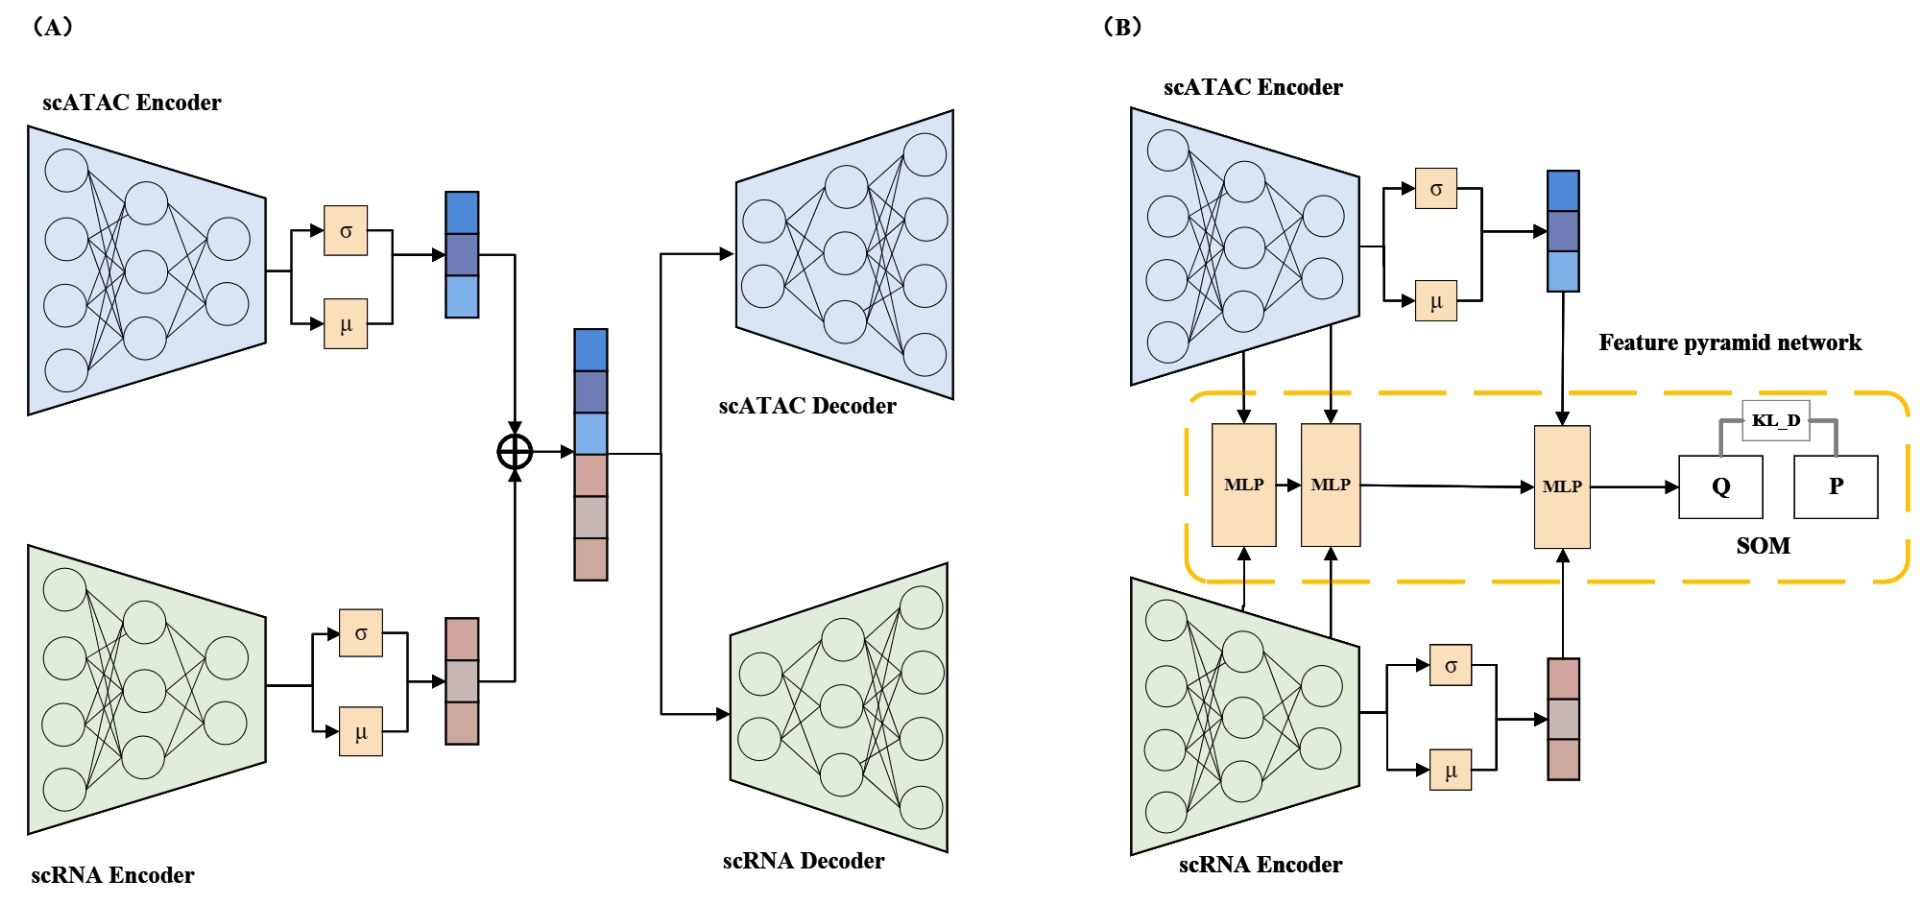 (A)
scATAC Encoder
σ
μ
scATAC Decoder
σ
μ
scRNA Encoder
scRNA Decoder
(B)
scATAC Encoder
σ
μ
Feature pyramid network
KL_D
MLP
MLP
MLP
Q
P
SOM
σ
μ
scRNA Encoder